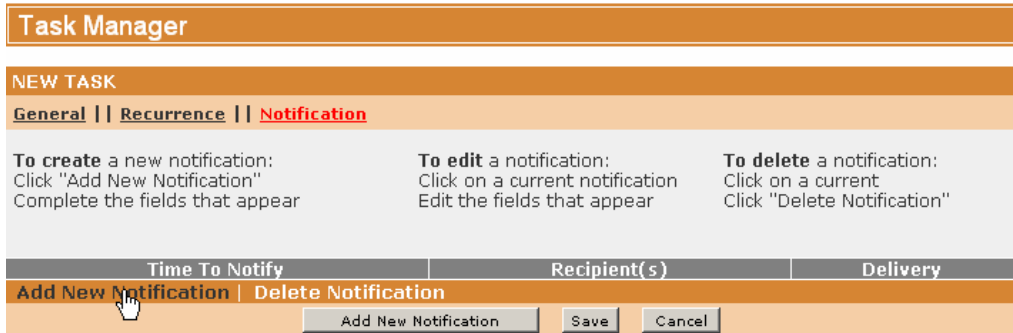 Task Manager
NEW TASK
General || Recurrence || Notification
To create a new notification:
Click "Add New Notification"
Complete the fields that appear
To edit a notification:
Click on a current notification
Edit the fields that appear
To delete a notification:
Click on a current
Click "Delete Notification"
Time To Notify Recipient(s) Delivery
Add New Notification | Delete Notification
Add New Notification Save Cancel